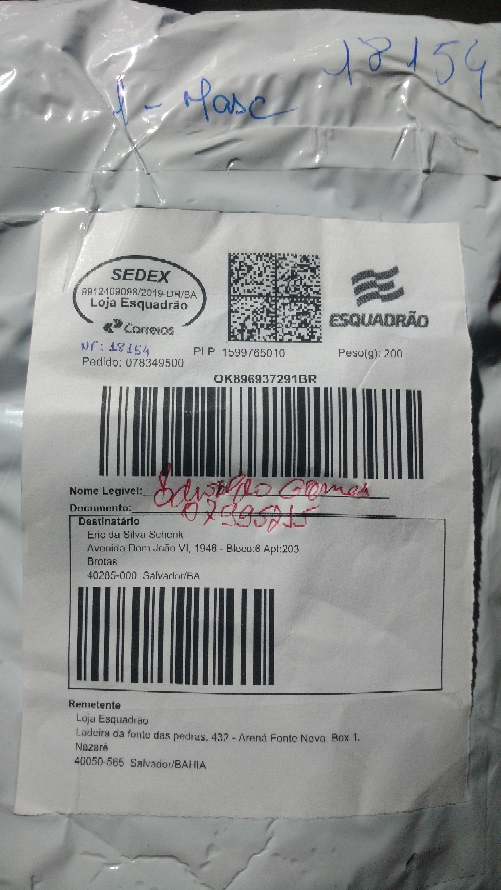 18154
1 - Masc
SEDEX
9912409088/2019-DR/BA
Loja Esquadrão
Correios
ESQUADRÃO
Nf: 18154
PLP 1599765010
Peso(g): 200
Pedido: 078349500
OK896937291BR
Nome Legível:
Documento:
Destinatário
Eric da Silva Schenk
Avenida Dom João VI, 1946 - Bloco:6 Apt:203
Brotas
40285-000 Salvador/BA
Remetente
Loja Esquadrão
Ladeira da fonte das pedras, 432 - Arena Fonte Nova. Box 1.
Nazaré
40050-565 Salvador/BAHIA